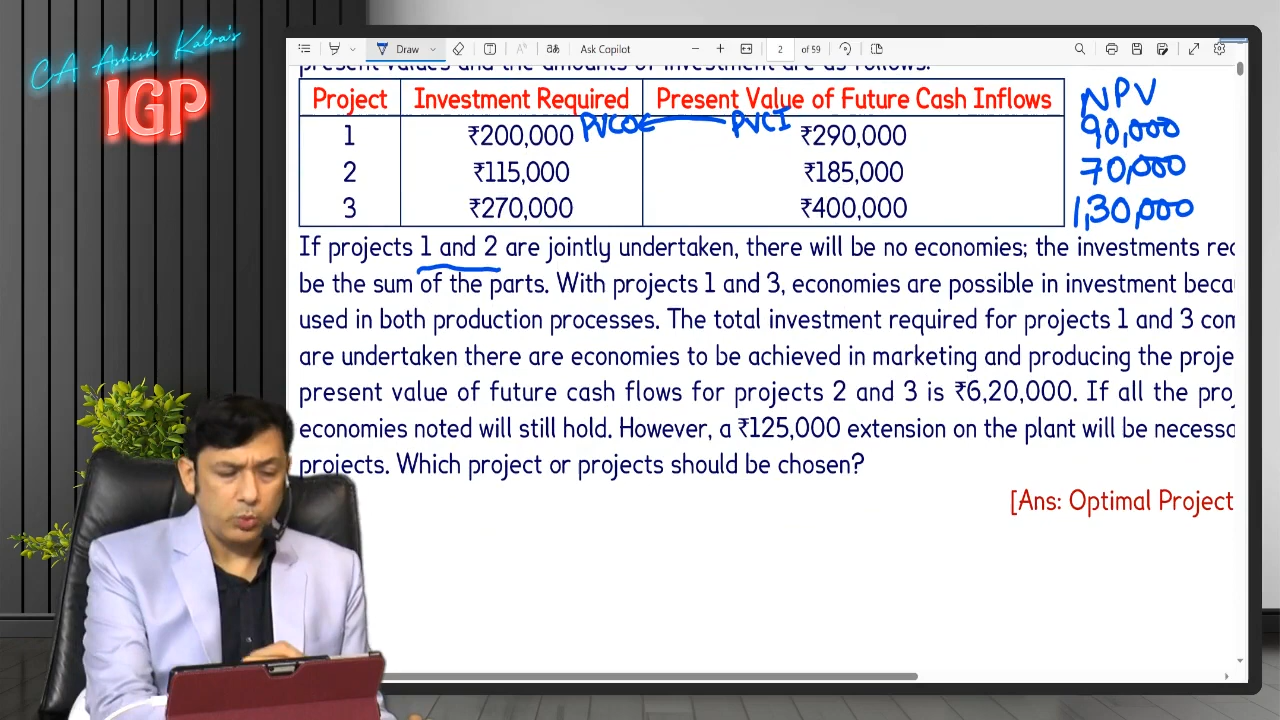 CA Ashish Kalra's
IGP
Draw
Ask Copilot
2 of 59
present values and the amounts of investment are as follows:
Project Investment Required Present Value of Future Cash Inflows NPV
PVCO PVCI
1 ₹200,000 ₹290,000 90,000
2 ₹115,000 ₹185,000 70,000
3 ₹270,000 ₹400,000 1,30,000
If projects 1 and 2 are jointly undertaken, there will be no economies; the investments
be the sum of the parts. With projects 1 and 3, economies are possible in investment
used in both production processes. The total investment required for projects 1 and 3
are undertaken there are economies to be achieved in marketing and producing the
present value of future cash flows for projects 2 and 3 is ₹6,20,000. If all the
economies noted will still hold. However, a ₹125,000 extension on the plant will be
projects. Which project or projects should be chosen?
[Ans: Optimal Project